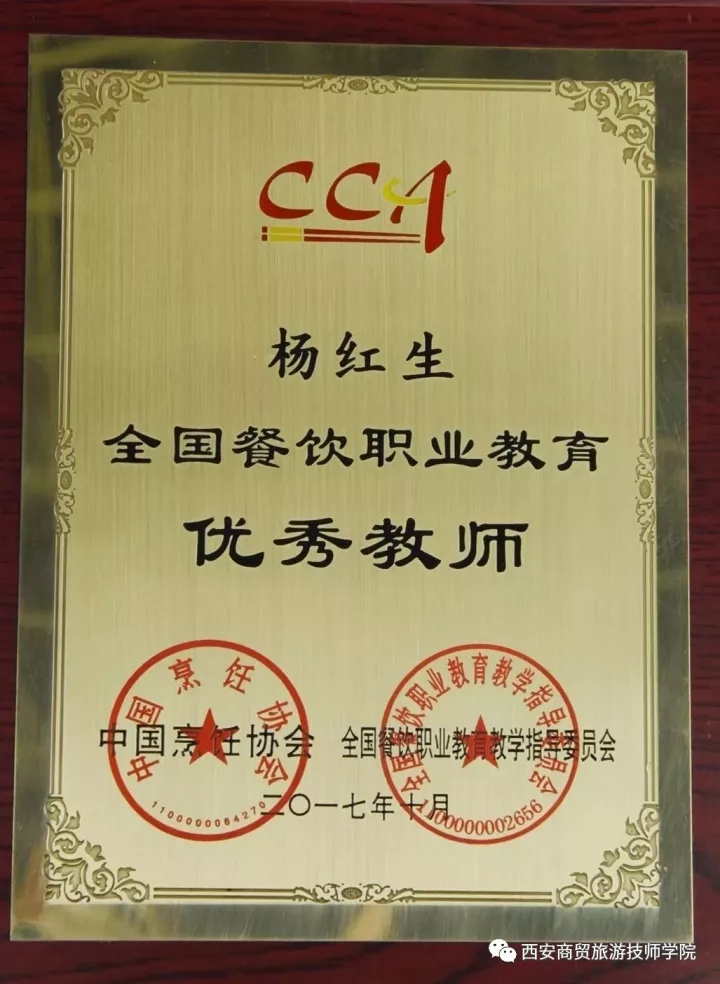 CCA
杨红生
全国餐饮职业教育
优秀教师
中国烹饪协会
全国餐饮职业教育教学指导委员会
二〇一七年十月
中国烹饪协会
1100000064270
全国餐饮职业教育教学指导委员会
1100000002656
西安商贸旅游技师学院